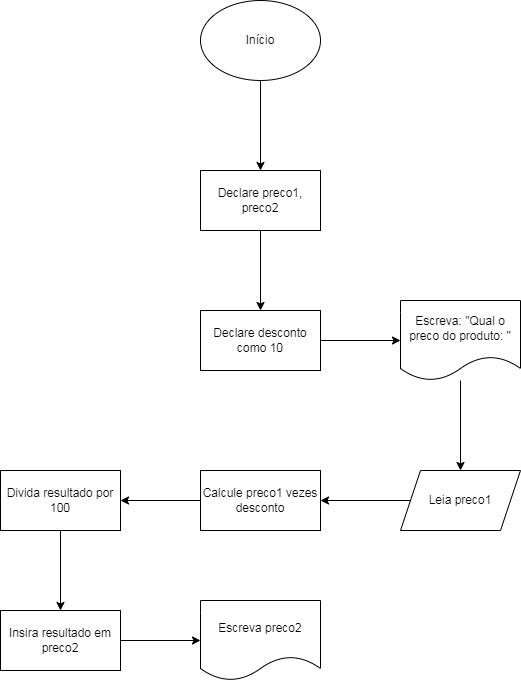 Início
Declare preco1,
preco2
Declare desconto
como 10
Escreva: "Qual o
preco do produto: "
Leia preco1
Calcule preco1 vezes
desconto
Divida resultado por
100
Insira resultado em
preco2
Escreva preco2